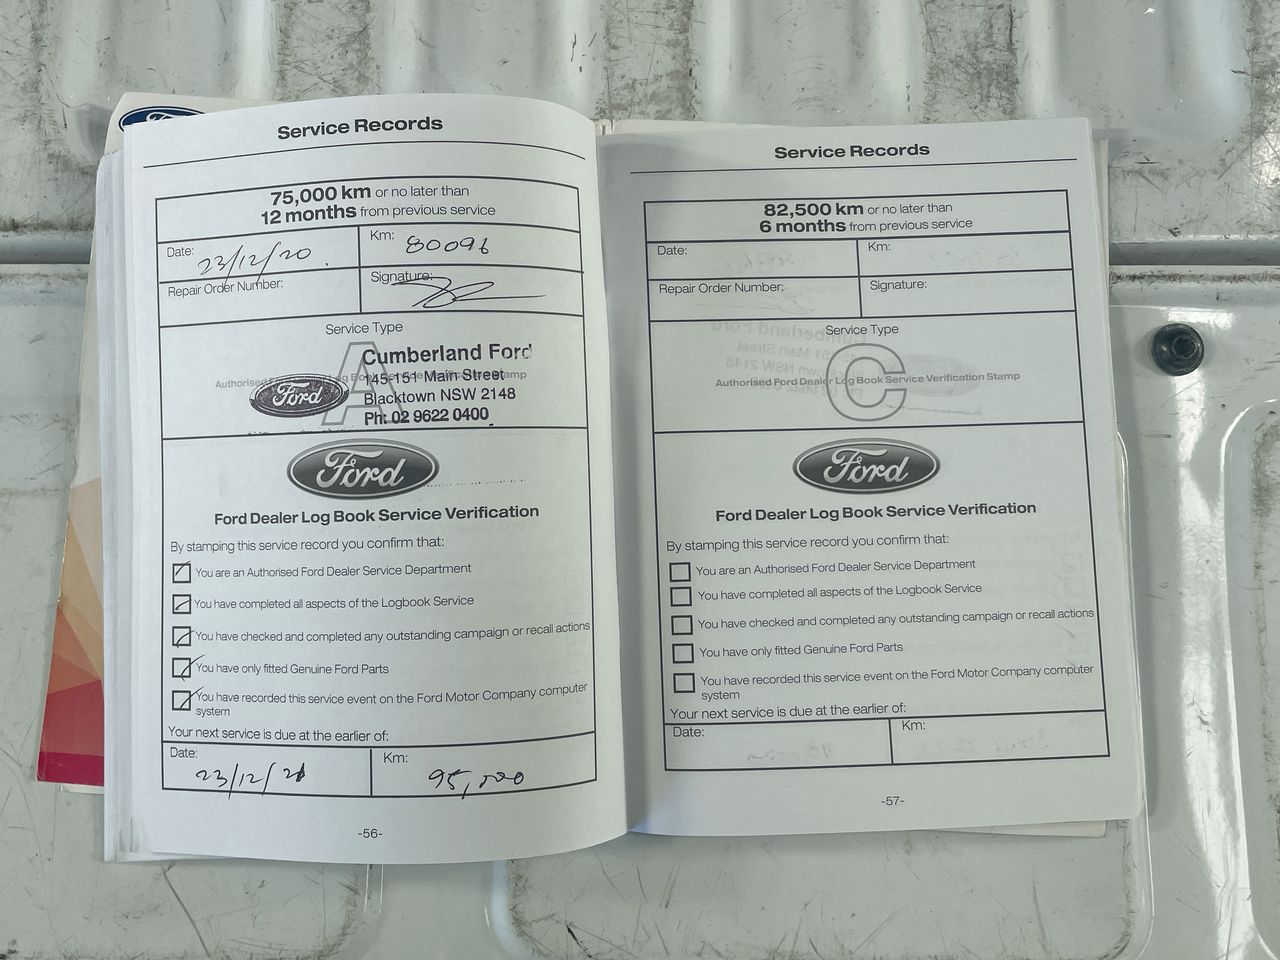 Service Records
75,000 km or no later than
12 months from previous service
Date: 23/12/20.
Km: 80096
Repair Order Number:
Signature:
Service Type
A
Cumberland Ford
145-151 Main Street
Blacktown NSW 2148
Ph: 02 9622 0400
Ford
Ford
Ford Dealer Log Book Service Verification
By stamping this service record you confirm that:
You are an Authorised Ford Dealer Service Department
You have completed all aspects of the Logbook Service
You have checked and completed any outstanding campaign or recall actions
You have only fitted Genuine Ford Parts
You have recorded this service event on the Ford Motor Company computer
system
Your next service is due at the earlier of:
Date: 23/12/21
Km: 95,000
-56-
Service Records
82,500 km or no later than
6 months from previous service
Date:
Km:
Repair Order Number:
Signature:
Service Type
C
Authorised Ford Dealer Log Book Service Verification Stamp
Ford
Ford Dealer Log Book Service Verification
By stamping this service record you confirm that:
You are an Authorised Ford Dealer Service Department
You have completed all aspects of the Logbook Service
You have checked and completed any outstanding campaign or recall actions
You have only fitted Genuine Ford Parts
You have recorded this service event on the Ford Motor Company computer
system
Your next service is due at the earlier of:
Date:
Km:
-57-